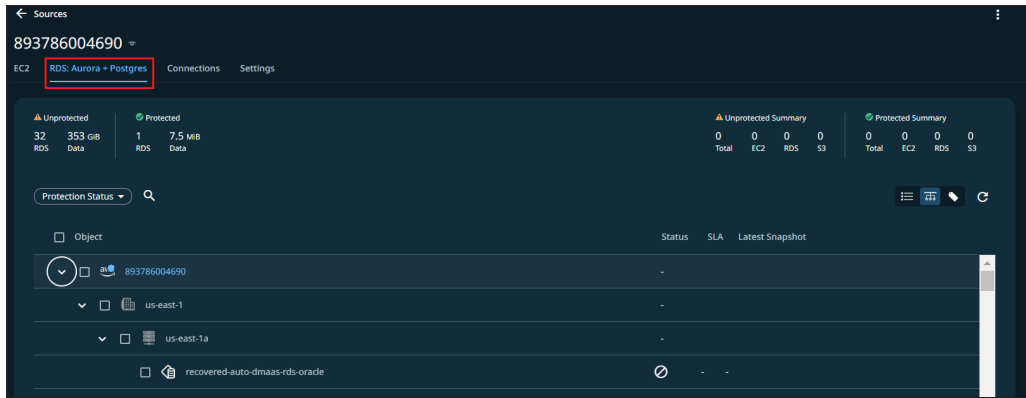 Sources
893786004690
EC2 RDS: Aurora + Postgres Connections Settings
Unprotected Protected Unprotected Summary Protected Summary
32 353 GiB 1 7.5 MiB 0 0 0 0 0 0 0 0
RDS Data RDS Data Total EC2 RDS S3 Total EC2 RDS S3
Protection Status
Object Status SLA Latest Snapshot
aws 893786004690 -
us-east-1 -
us-east-1a -
recovered-auto-dmaas-rds-oracle - -